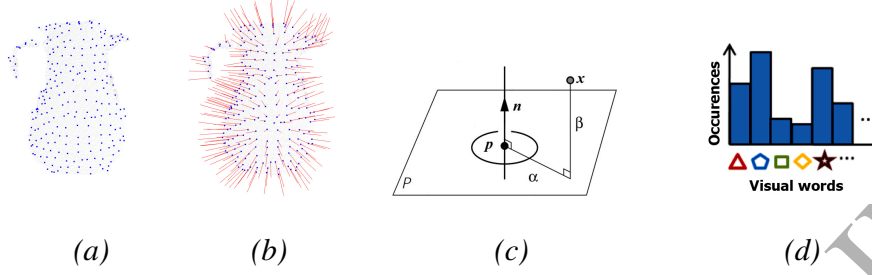 n
x
β
p
α
P
Occurences
...
...
Visual words
(a)
(b)
(c)
(d)